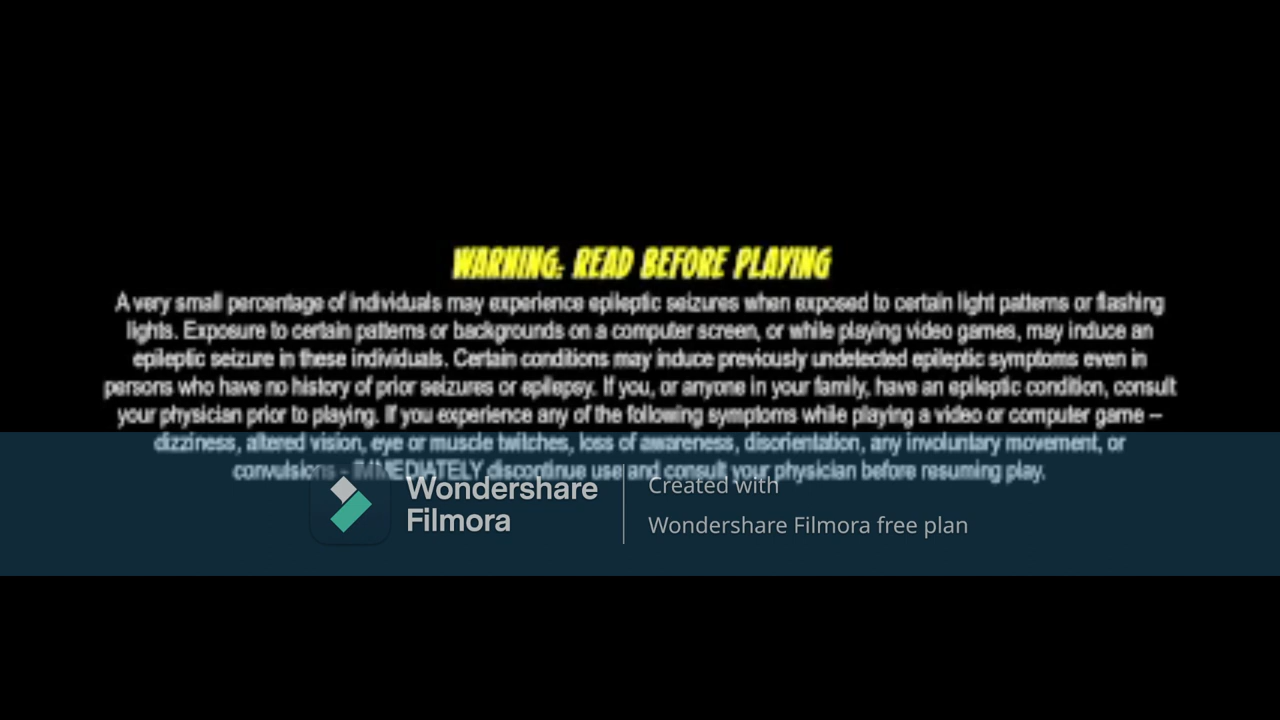 WARNING: READ BEFORE PLAYING
A very small percentage of individuals may experience epileptic seizures when exposed to certain light patterns or flashing
lights. Exposure to certain patterns or backgrounds on a computer screen, or while playing video games, may induce an
epileptic seizure in these individuals. Certain conditions may induce previously undetected epileptic symptoms even in
persons who have no history of prior seizures or epilepsy. If you, or anyone in your family, have an epileptic condition, consult
your physician prior to playing. If you experience any of the following symptoms while playing a video or computer game --
dizziness, altered vision, eye or muscle twitches, loss of awareness, disorientation, any involuntary movement, or
convulsions - IMMEDIATELY discontinue use and consult your physician before resuming play.
Wondershare
Filmora
Created with
Wondershare Filmora free plan